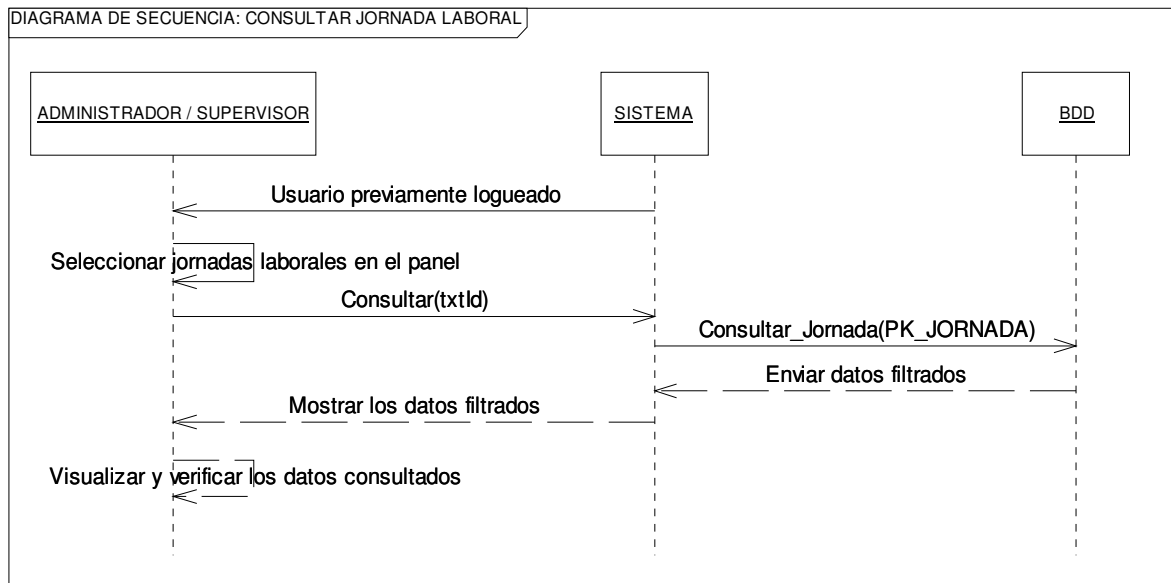 DIAGRAMA DE SECUENCIA: CONSULTAR JORNADA LABORAL
ADMINISTRADOR / SUPERVISOR
SISTEMA
BDD
Usuario previamente logueado
Seleccionar jornadas laborales en el panel
Consultar(txtId)
Consultar_Jornada(PK_JORNADA)
Enviar datos filtrados
Mostrar los datos filtrados
Visualizar y verificar los datos consultados